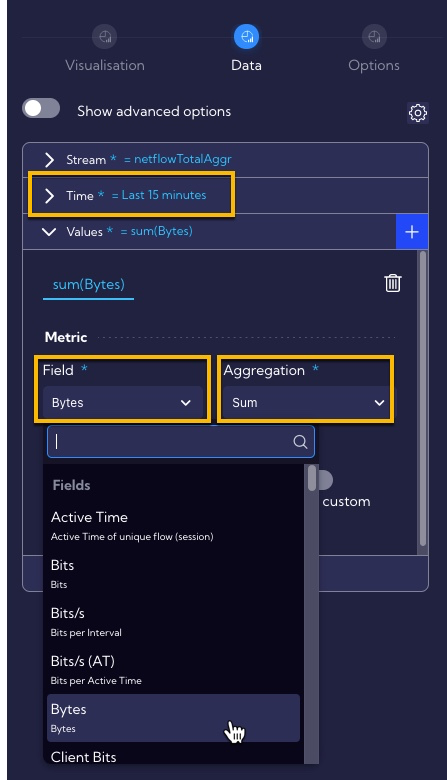 Visualisation Data Options
Show advanced options
Stream * = netflowTotalAggr
Time * = Last 15 minutes
Values * = sum(Bytes)
+
sum(Bytes)
Metric
Field * Aggregation *
Bytes Sum
Fields
custom
Active Time
Active Time of unique flow (session)
Bits
Bits
Bits/s
Bits per Interval
Bits/s (AT)
Bits per Active Time
Bytes
Bytes
Client Bits